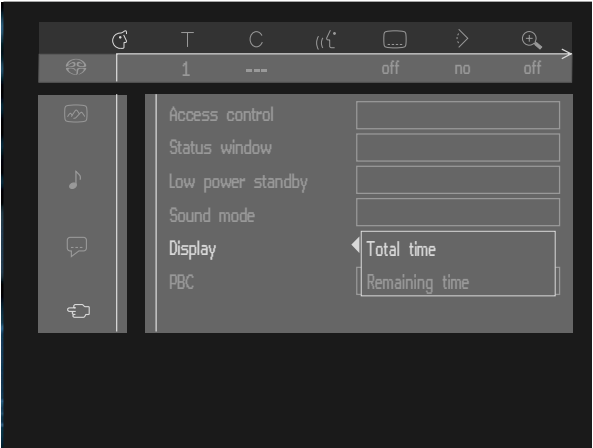 T C
1 --- off no off
Access control
Status window
Low power standby
Sound mode
Display Total time
PBC Remaining time